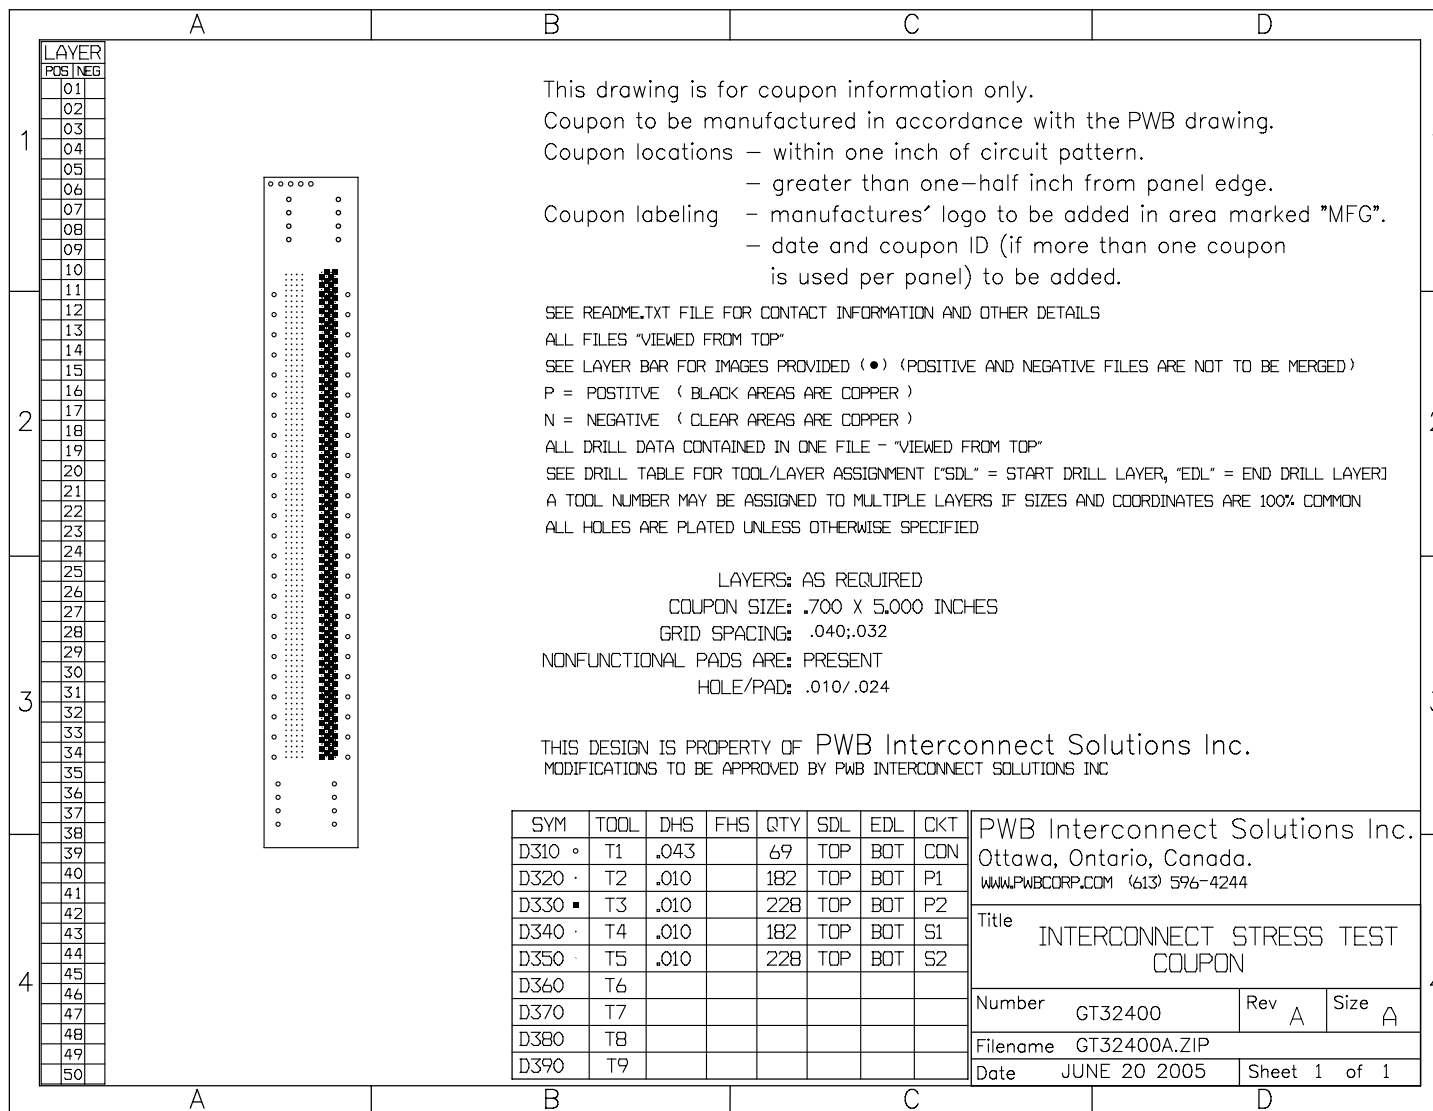 A B C D
LAYER
POS NEG
01
02
03
04
05
06
07
08
09
10
11
12
13
14
15
16
17
18
19
20
21
22
23
24
25
26
27
28
29
30
31
32
33
34
35
36
37
38
39
40
41
42
43
44
45
46
47
48
49
50
1
2
3
4
This drawing is for coupon information only.
Coupon to be manufactured in accordance with the PWB drawing.
Coupon locations – within one inch of circuit pattern.
– greater than one–half inch from panel edge.
Coupon labeling – manufactures´ logo to be added in area marked "MFG".
– date and coupon ID (if more than one coupon
is used per panel) to be added.
SEE README.TXT FILE FOR CONTACT INFORMATION AND OTHER DETAILS
ALL FILES "VIEWED FROM TOP"
SEE LAYER BAR FOR IMAGES PROVIDED (●) (POSITIVE AND NEGATIVE FILES ARE NOT TO BE MERGED)
P = POSTITVE ( BLACK AREAS ARE COPPER )
N = NEGATIVE ( CLEAR AREAS ARE COPPER )
ALL DRILL DATA CONTAINED IN ONE FILE - "VIEWED FROM TOP"
SEE DRILL TABLE FOR TOOL/LAYER ASSIGNMENT ["SDL" = START DRILL LAYER, "EDL" = END DRILL LAYER]
A TOOL NUMBER MAY BE ASSIGNED TO MULTIPLE LAYERS IF SIZES AND COORDINATES ARE 100% COMMON
ALL HOLES ARE PLATED UNLESS OTHERWISE SPECIFIED
LAYERS: AS REQUIRED
COUPON SIZE: .700 X 5.000 INCHES
GRID SPACING: .040;.032
NONFUNCTIONAL PADS ARE: PRESENT
HOLE/PAD: .010/.024
THIS DESIGN IS PROPERTY OF PWB Interconnect Solutions Inc.
MODIFICATIONS TO BE APPROVED BY PWB INTERCONNECT SOLUTIONS INC
SYM TOOL DHS FHS QTY SDL EDL CKT
D310 T1 .043 69 TOP BOT CON
D320 T2 .010 182 TOP BOT P1
D330 T3 .010 228 TOP BOT P2
D340 T4 .010 182 TOP BOT S1
D350 T5 .010 228 TOP BOT S2
D360 T6
D370 T7
D380 T8
D390 T9
PWB Interconnect Solutions Inc.
Ottawa, Ontario, Canada.
WWW.PWBCORP.COM (613) 596-4244
Title
INTERCONNECT STRESS TEST
COUPON
Number GT32400 Rev A Size A
Filename GT32400A.ZIP
Date JUNE 20 2005 Sheet 1 of 1
A B C D